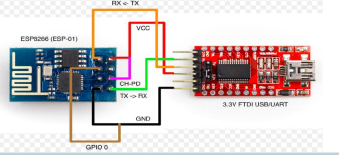 RX <- TX
ESP8266 (ESP-01)
VCC
CH-PD
TX -> RX
3.3V FTDI USB/UART
GND
GPIO 0